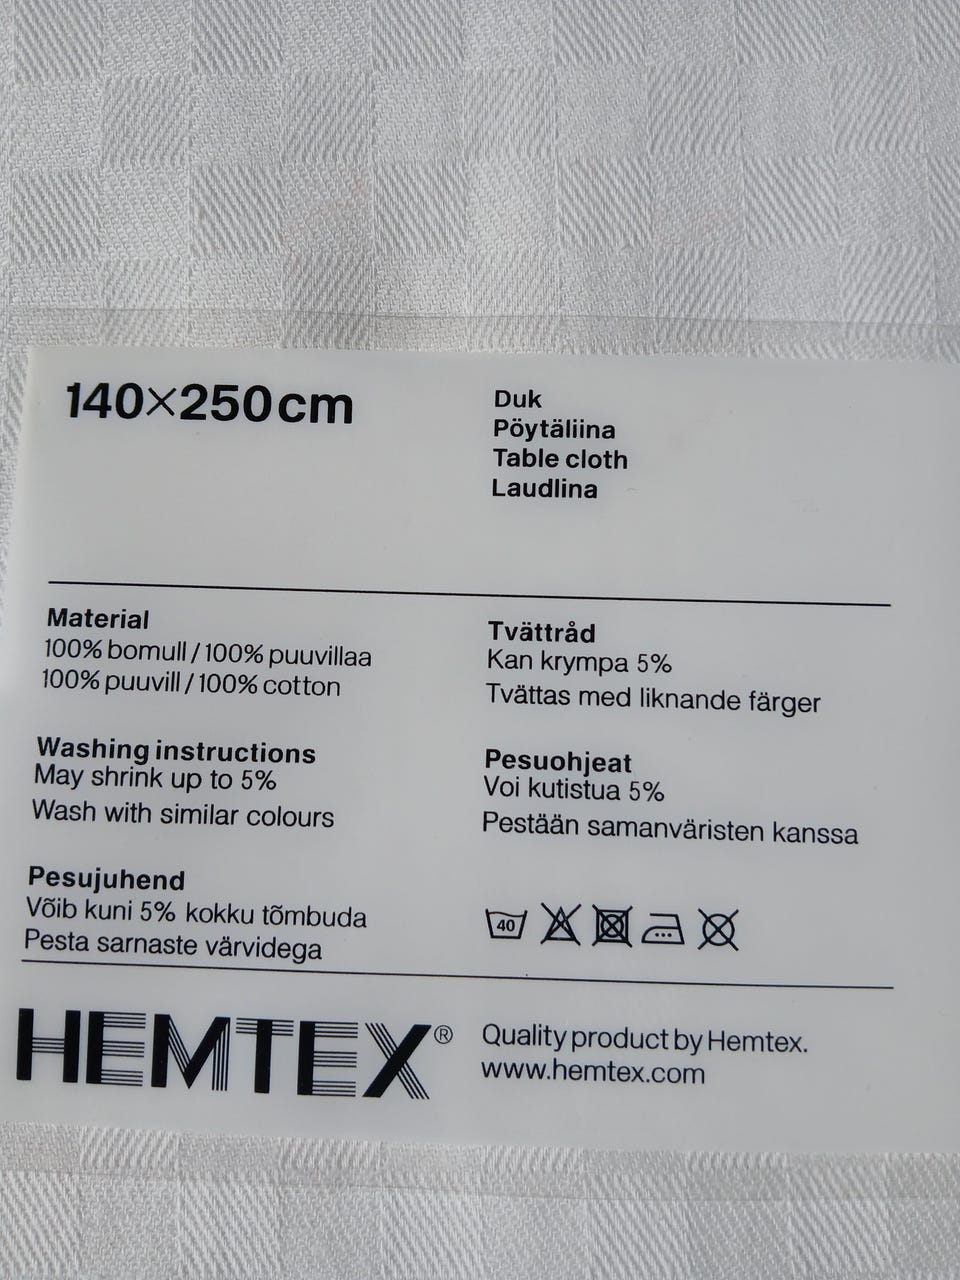 140×250cm
Duk
Pöytäliina
Table cloth
Laudlina
Material
100% bomull / 100% puuvillaa
100% puuvill / 100% cotton
Tvättråd
Kan krympa 5%
Tvättas med liknande färger
Washing instructions
May shrink up to 5%
Wash with similar colours
Pesuohjeat
Voi kutistua 5%
Pestään samanväristen kanssa
Pesujuhend
Võib kuni 5% kokku tõmbuda
Pesta sarnaste värvidega
40
HEMTEX®
Quality product by Hemtex.
www.hemtex.com